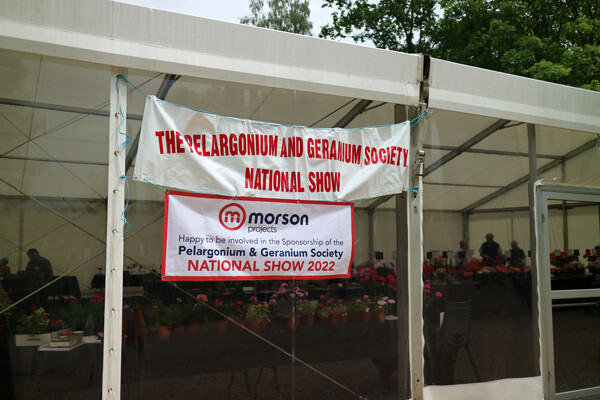 THE PELARGONIUM AND GERANIUM SOCIETY
NATIONAL SHOW
m morson
projects
Happy to be involved in the Sponsorship of the
Pelargonium & Geranium Society
NATIONAL SHOW 2022